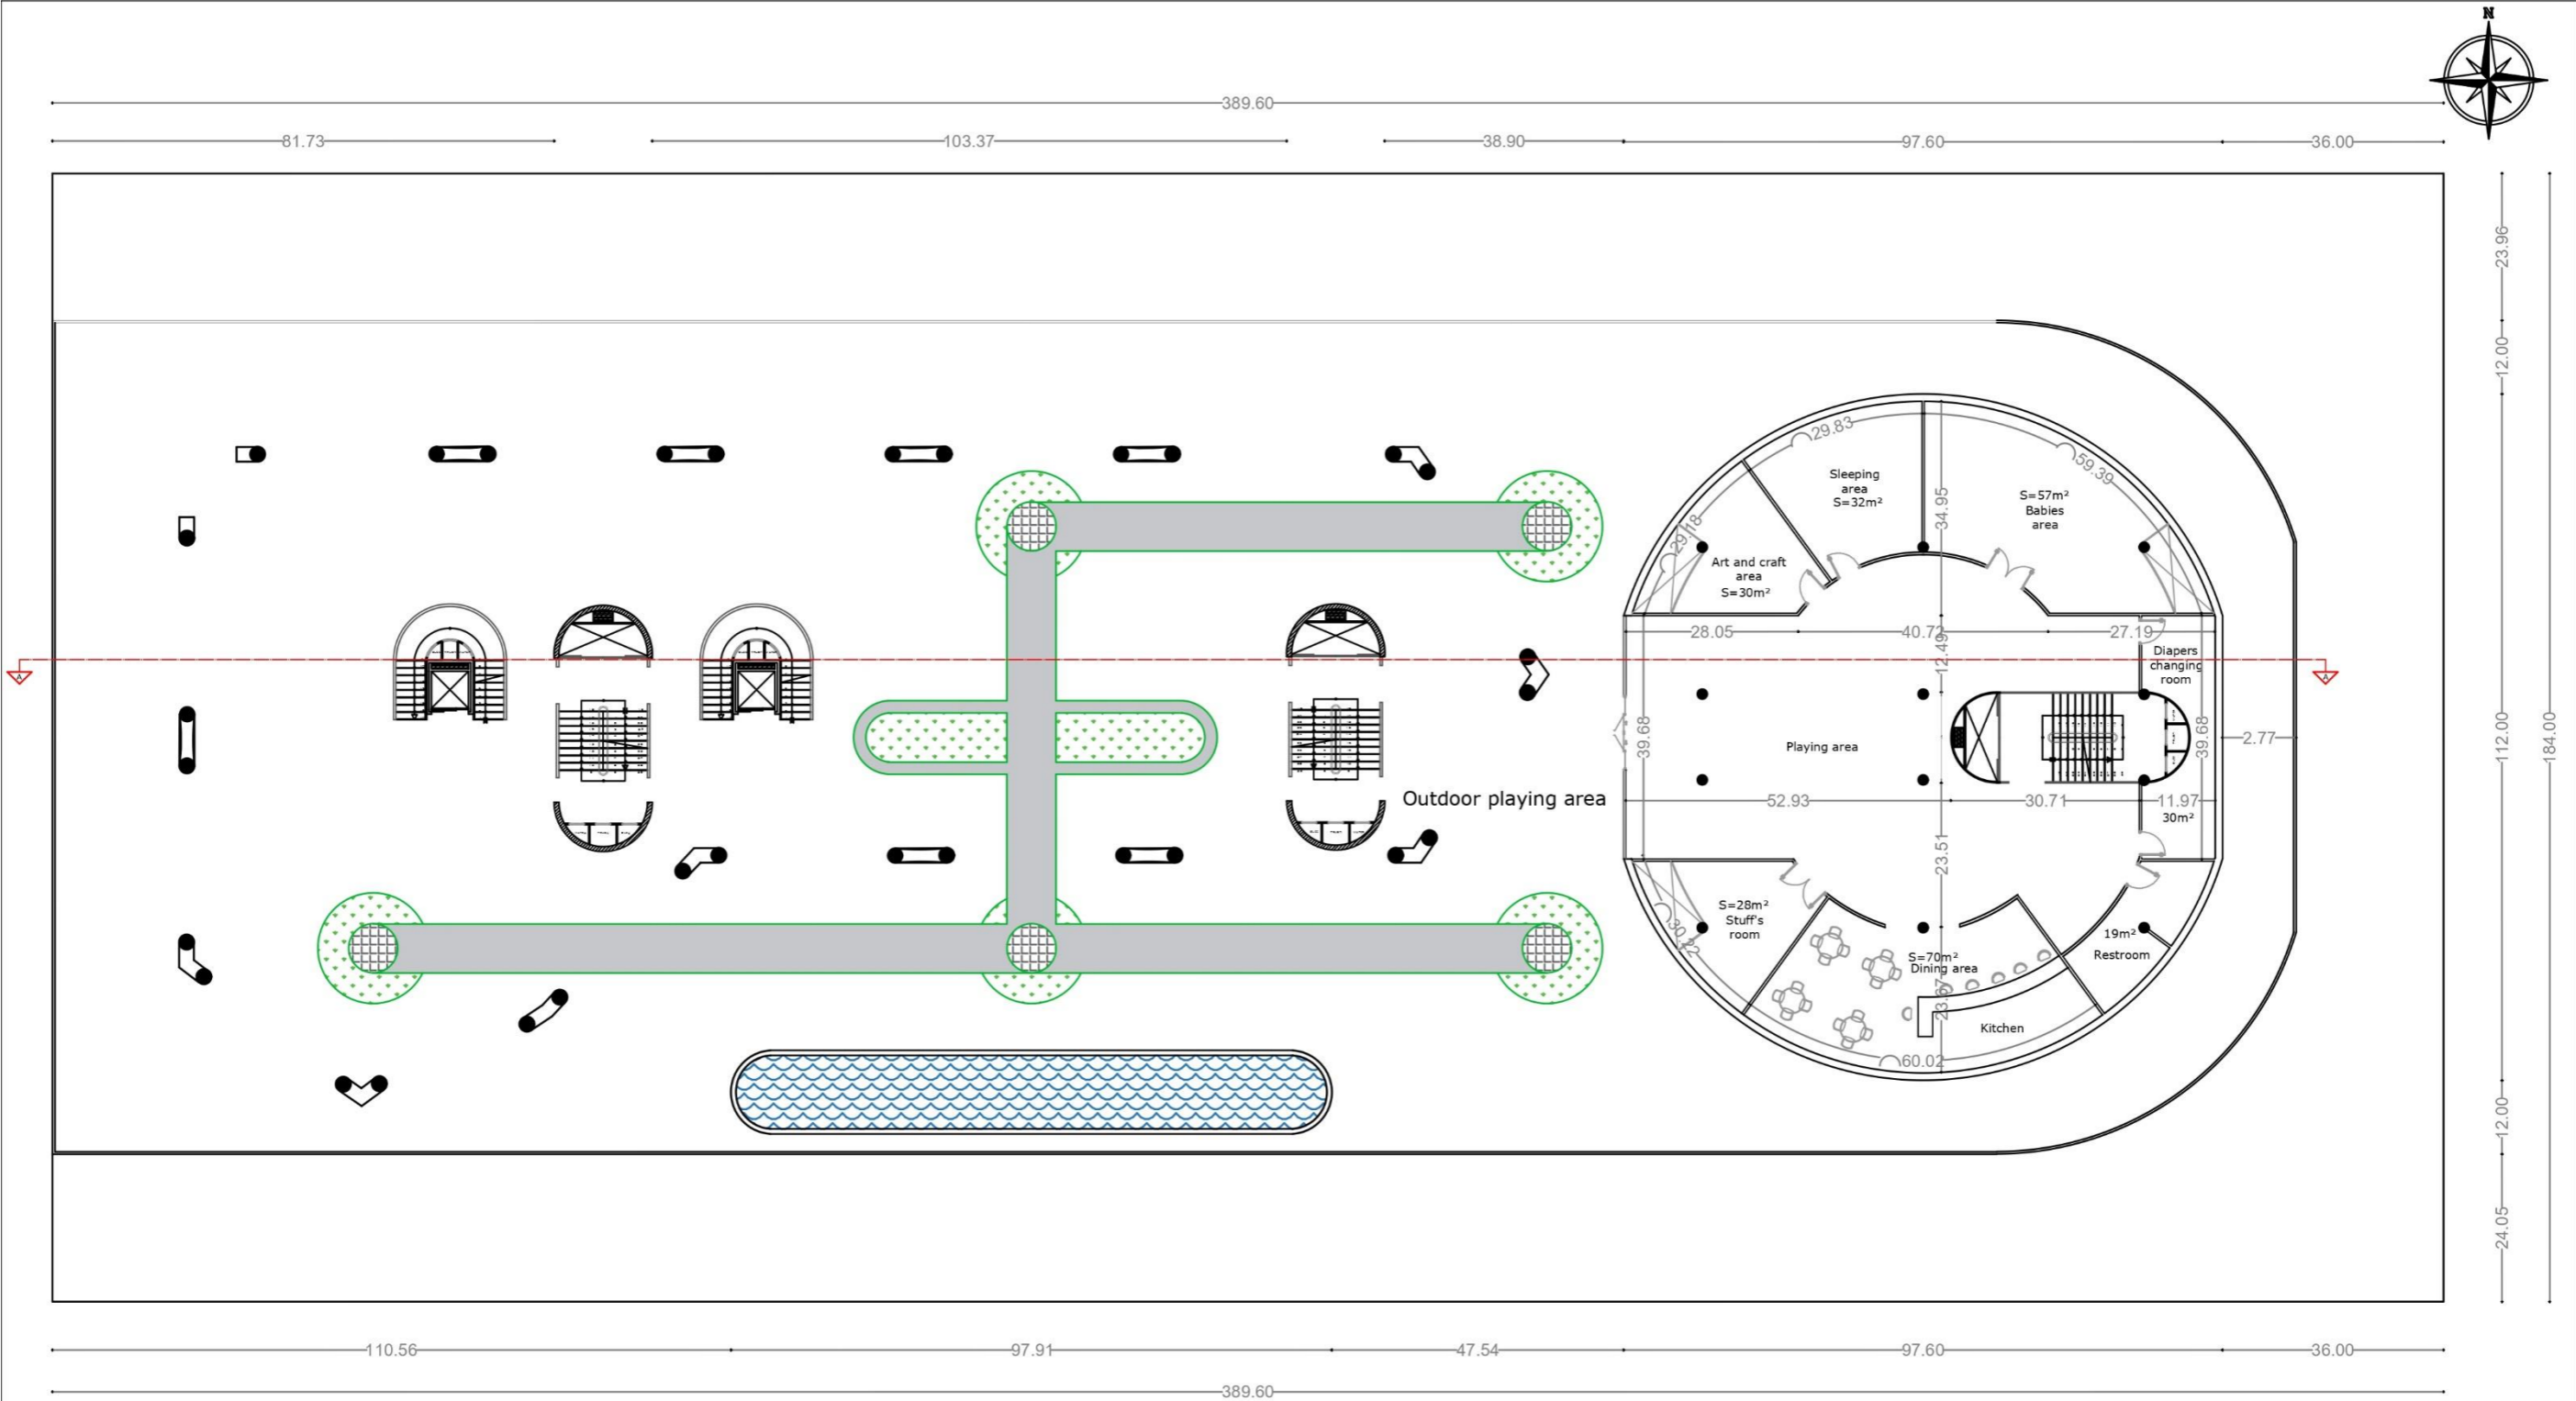 N
389.60
81.73
103.37
38.90
97.60
36.00
23.96
12.00
112.00
184.00
12.00
24.05
29.83
59.39
29.18
34.95
Sleeping
area
S=32m²
S=57m²
Babies
area
Art and craft
area
S=30m²
28.05
40.72
27.19
12.49
Diapers
changing
room
A
A
39.68
39.68
2.77
Playing area
Outdoor playing area
52.93
30.71
11.97
30m²
23.51
S=28m²
Stuff's
room
30.22
19m²
Restroom
S=70m²
Dining area
Kitchen
60.02
110.56
97.91
47.54
97.60
36.00
389.60